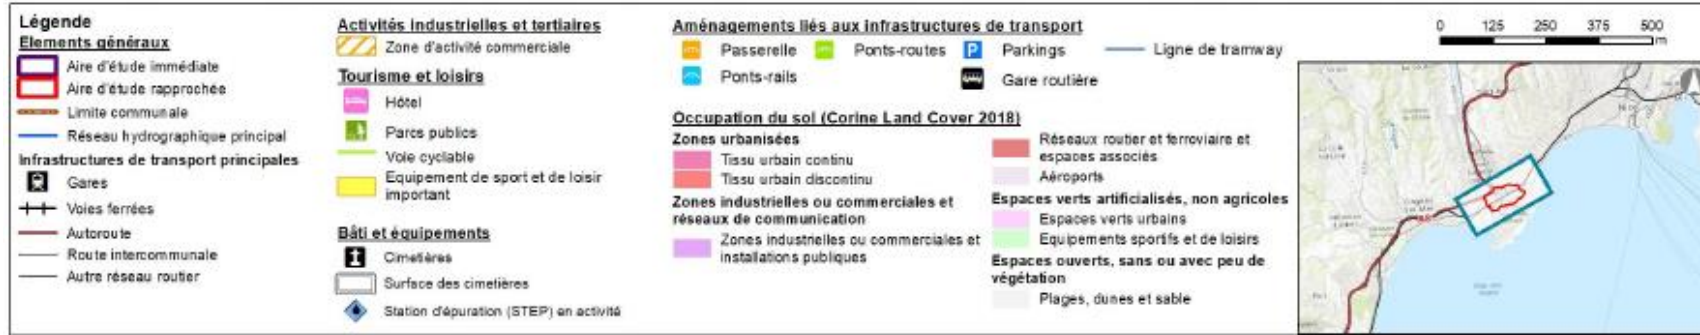 Légende
Elements généraux
Aire d'étude immédiate
Aire d'étude rapprochée
Limite communale
Réseau hydrographique principal
Infrastructures de transport principales
Gares
Voies ferrées
Autoroute
Route intercommunale
Autre réseau routier
Activités industrielles et tertiaires
Zone d'activité commerciale
Tourisme et loisirs
Hôtel
Parcs publics
Voie cyclable
Equipement de sport et de loisir
important
Bâti et équipements
Cimetières
Surface des cimetières
Station d'épuration (STEP) en activité
Aménagements liés aux infrastructures de transport
Passerelle
Ponts-routes
P Parkings
Ligne de tramway
Ponts-rails
Gare routière
Occupation du sol (Corine Land Cover 2018)
Zones urbanisées
Tissu urbain continu
Tissu urbain discontinu
Zones industrielles ou commerciales et
réseaux de communication
Zones industrielles ou commerciales et
installations publiques
Réseaux routier et ferroviaire et
espaces associés
Aéroports
Espaces verts artificialisés, non agricoles
Espaces verts urbains
Equipements sportifs et de loisirs
Espaces ouverts, sans ou avec peu de
végétation
Plages, dunes et sable
0 125 250 375 500
m